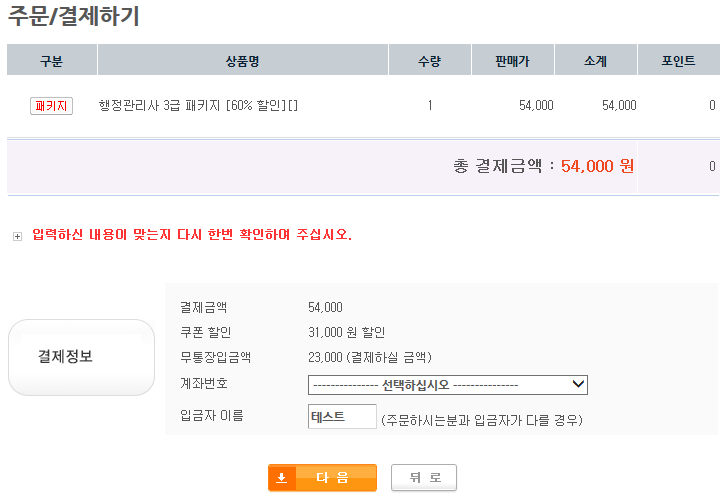 주문/결제하기
구분 상품명 수량 판매가 소계 포인트
패키지 행정관리사 3급 패키지 [60% 할인][] 1 54,000 54,000 0
총 결제금액 : 54,000 원 0
입력하신 내용이 맞는지 다시 한번 확인하여 주십시오.
결제정보
결제금액 54,000
쿠폰 할인 31,000 원 할인
무통장입금액 23,000 (결제하실 금액)
계좌번호 --------------- 선택하십시오 ---------------
입금자 이름 테스트 (주문하시는분과 입금자가 다를 경우)
다 음 뒤 로